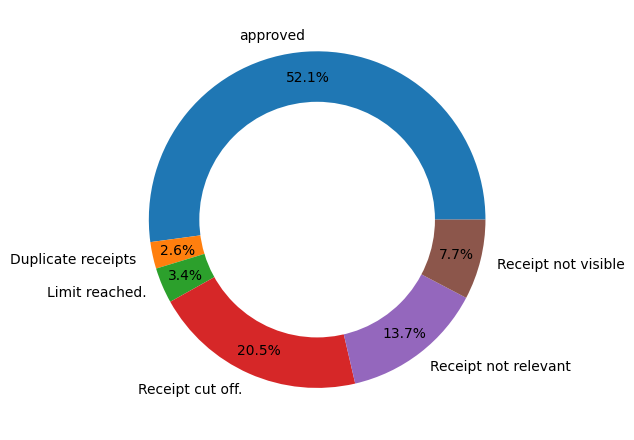 approved
52.1%
2.6%
Duplicate receipts
3.4%
Limit reached.
20.5%
Receipt cut off.
13.7%
Receipt not relevant
7.7%
Receipt not visible